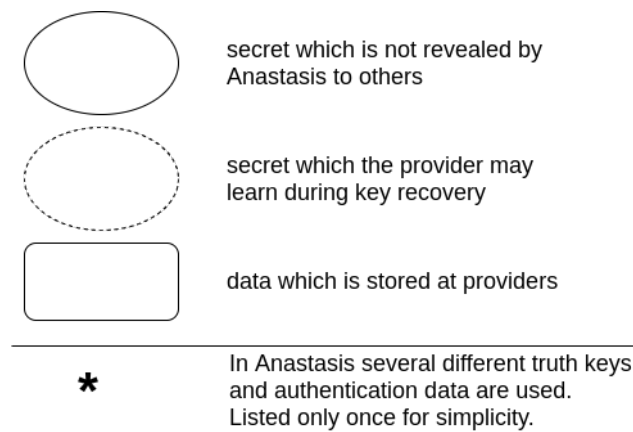 secret which is not revealed by
Anastasis to others
secret which the provider may
learn during key recovery
data which is stored at providers
*
In Anastasis several different truth keys
and authentication data are used.
Listed only once for simplicity.